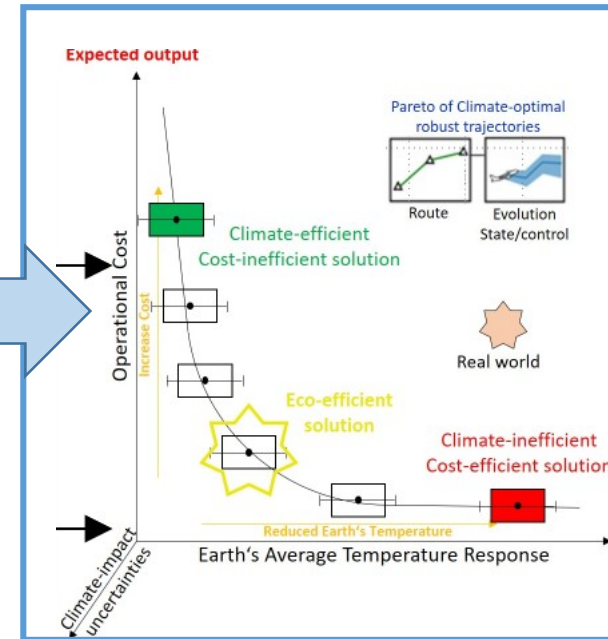 Expected output
Pareto of Climate-optimal
robust trajectories
Route
Evolution
State/control
Climate-efficient
Cost-inefficient solution
Operational Cost
Increase Cost
Real world
Eco-efficient
solution
Climate-inefficient
Cost-efficient solution
Reduced Earth's Temperature
Earth's Average Temperature Response
Climate-impact
uncertainties